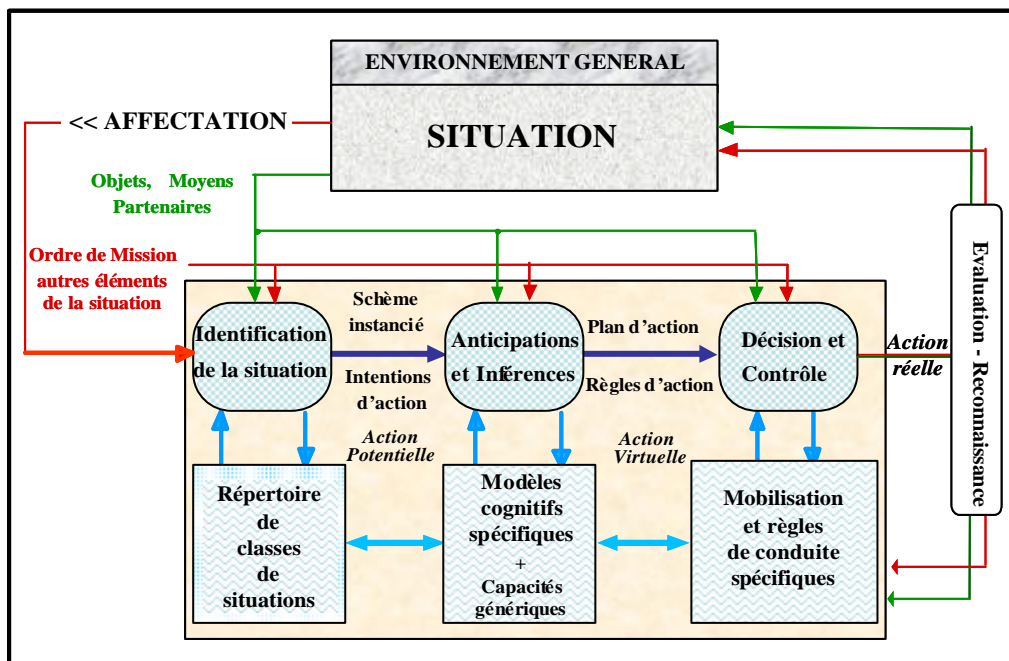 ENVIRONNEMENT GENERAL
<< AFFECTATION
SITUATION
Objets, Moyens
Partenaires
Ordre de Mission
autres éléments
de la situation
Identification
de la situation
Schème
instancié
Intentions
d'action
Anticipations
et Inférences
Plan d'action
Règles d'action
Décision et
Contrôle
Action
réelle
Evaluation - Reconnaissance
Action
Potentielle
Action
Virtuelle
Répertoire
de
classes de
situations
Modèles
cognitifs
spécifiques
+
Capacités
génériques
Mobilisation
et règles
de conduite
spécifiques